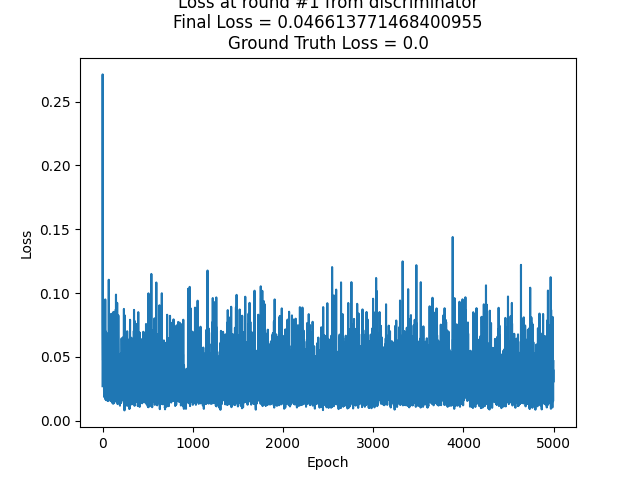 Loss at round #1 from discriminator
Final Loss = 0.046613771468400955
Ground Truth Loss = 0.0
0.25
0.20
0.15
0.10
0.05
0.00
Loss
0
1000
2000
3000
4000
5000
Epoch